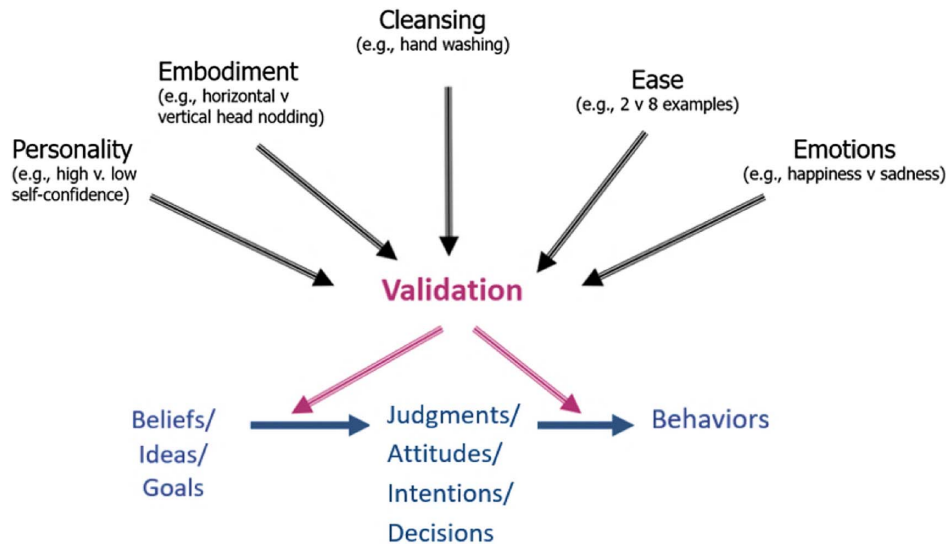 Cleansing
(e.g., hand washing)
Embodiment
(e.g., horizontal v
vertical head nodding)
Ease
(e.g., 2 v 8 examples)
Personality
(e.g., high v. low
self-confidence)
Emotions
(e.g., happiness v sadness)
Validation
Beliefs/
Ideas/
Goals
Judgments/
Attitudes/
Intentions/
Decisions
Behaviors